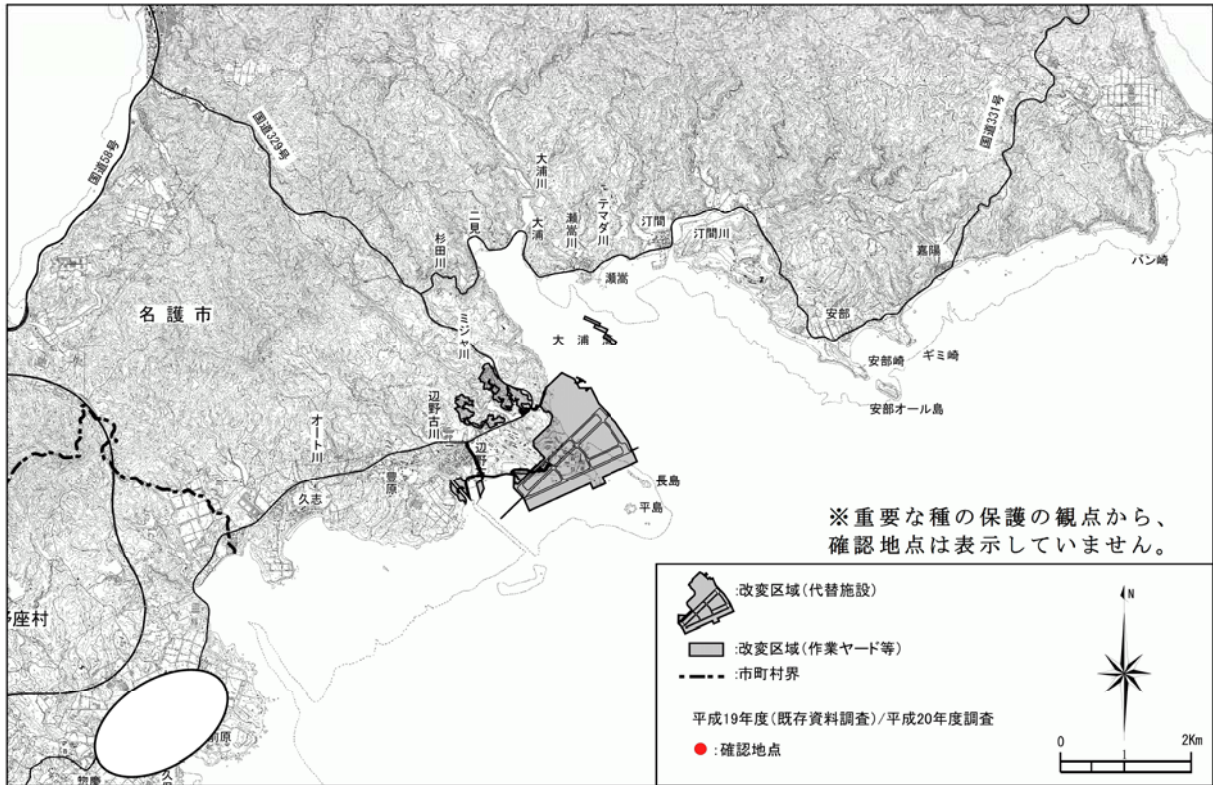 国道58号
国道329号
国道331号
大浦川
二見
大浦
瀬嵩川
テマダ川
汀間
汀間川
杉田川
瀬嵩
嘉陽
バン崎
名護市
ミジャ川
大浦
安部
安部崎
ギミ崎
安部オール島
辺野古川
オート川
辺野
豊原
久志
長島
平島
※重要な種の保護の観点から、
確認地点は表示していません。
座村
前原
惣慶
:改変区域(代替施設)
:改変区域(作業ヤード等)
:市町村界
平成19年度(既存資料調査)/平成20年度調査
:確認地点
N
0 1 2Km